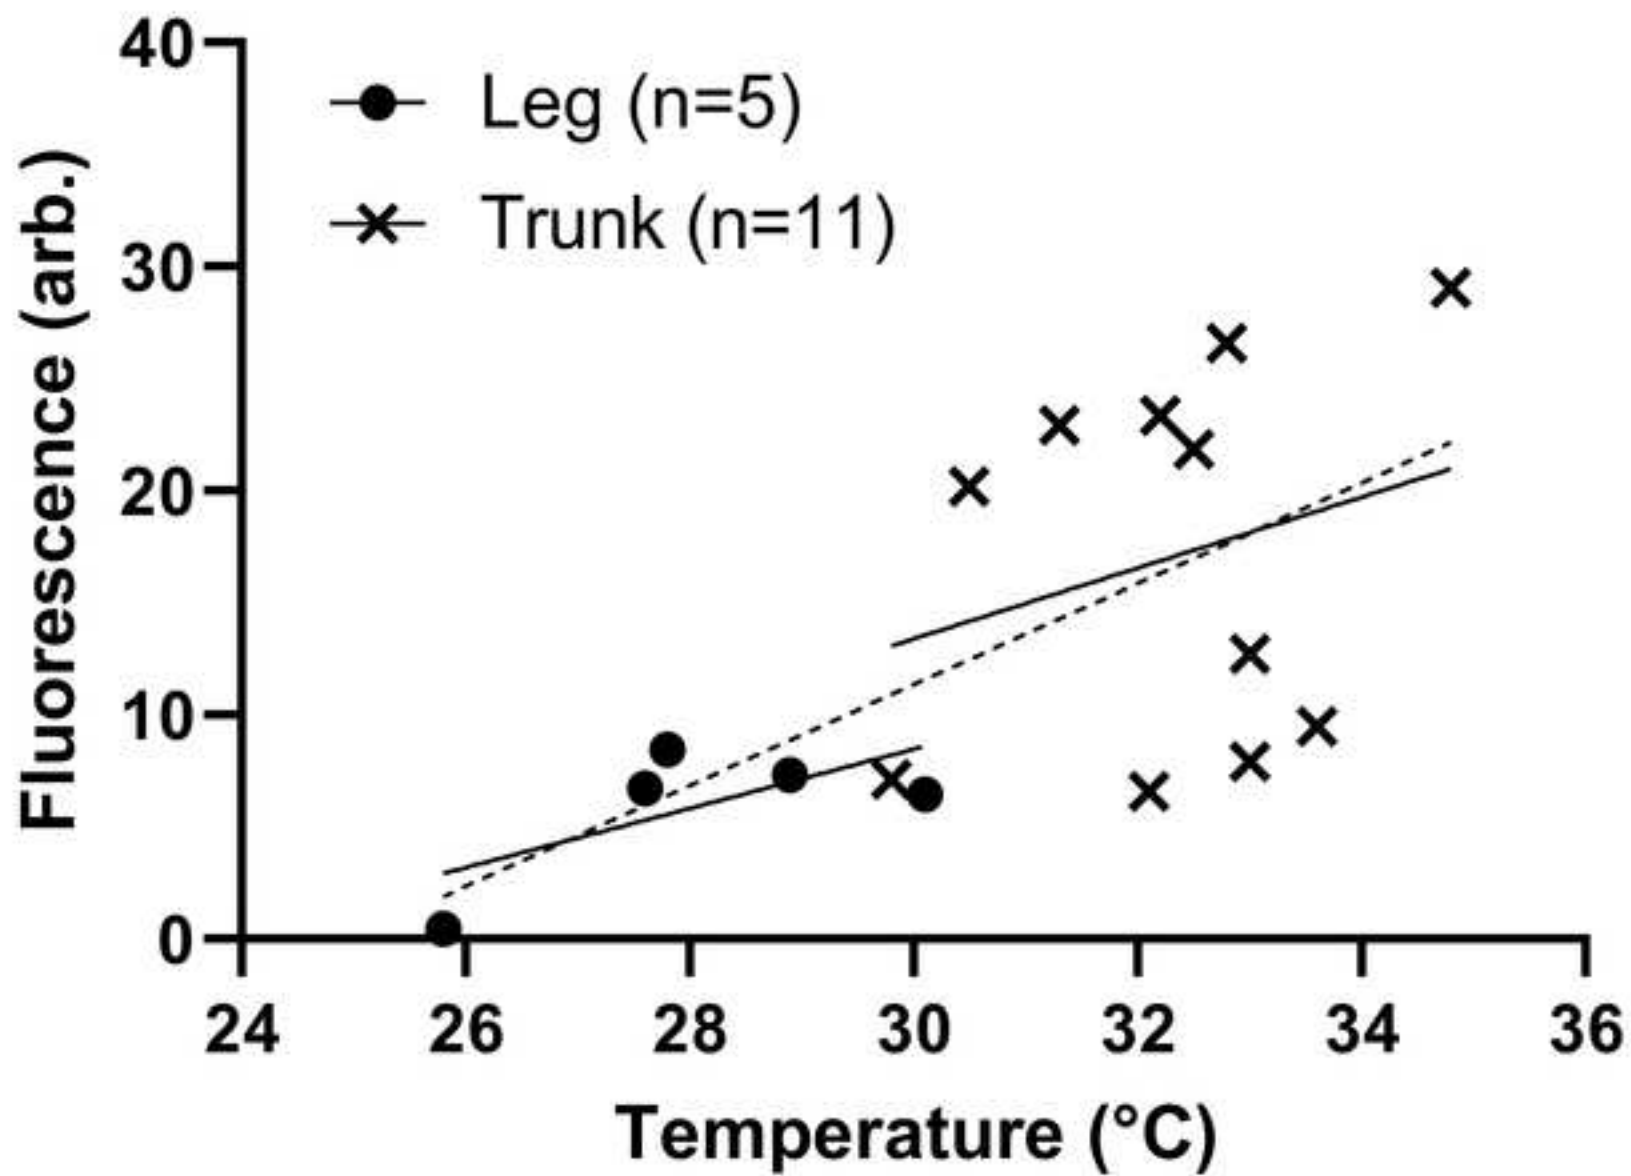 Fluorescence (arb.)
40
30
20
10
0
Leg (n=5)
Trunk (n=11)
24 26 28 30 32 34 36
Temperature (°C)